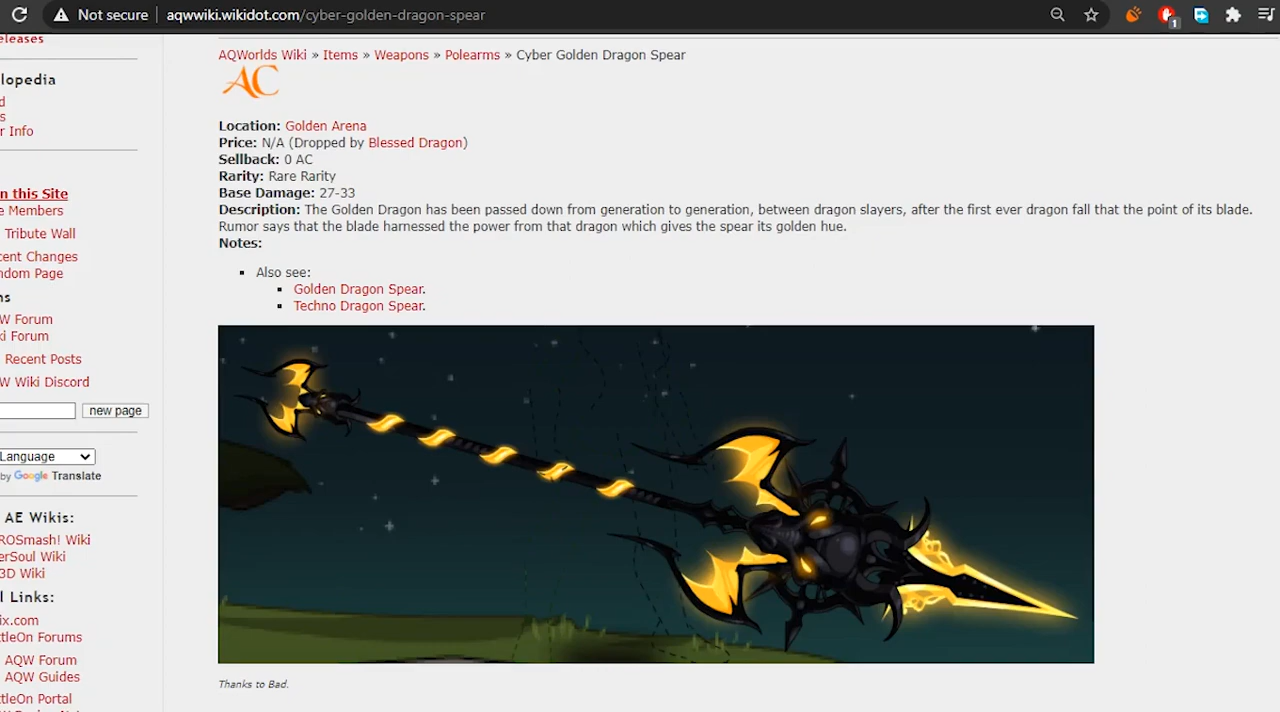 Not secure
aqwwiki.wikidot.com/cyber-golden-dragon-spear
1
eleases
lopedia
d
s
r Info
n this Site
e Members
Tribute Wall
cent Changes
ndom Page
ns
W Forum
ki Forum
Recent Posts
W Wiki Discord
new page
Language
by Google Translate
AE Wikis:
ROSmash! Wiki
erSoul Wiki
3D Wiki
l Links:
ix.com
ttleOn Forums
AQW Forum
AQW Guides
ttleOn Portal
AQWorlds Wiki » Items » Weapons » Polearms » Cyber Golden Dragon Spear
AC
Location: Golden Arena
Price: N/A (Dropped by Blessed Dragon)
Sellback: 0 AC
Rarity: Rare Rarity
Base Damage: 27-33
Description: The Golden Dragon has been passed down from generation to generation, between dragon slayers, after the first ever dragon fall that the point of its blade.
Rumor says that the blade harnessed the power from that dragon which gives the spear its golden hue.
Notes:
Also see:
Golden Dragon Spear.
Techno Dragon Spear.
Thanks to Bad.